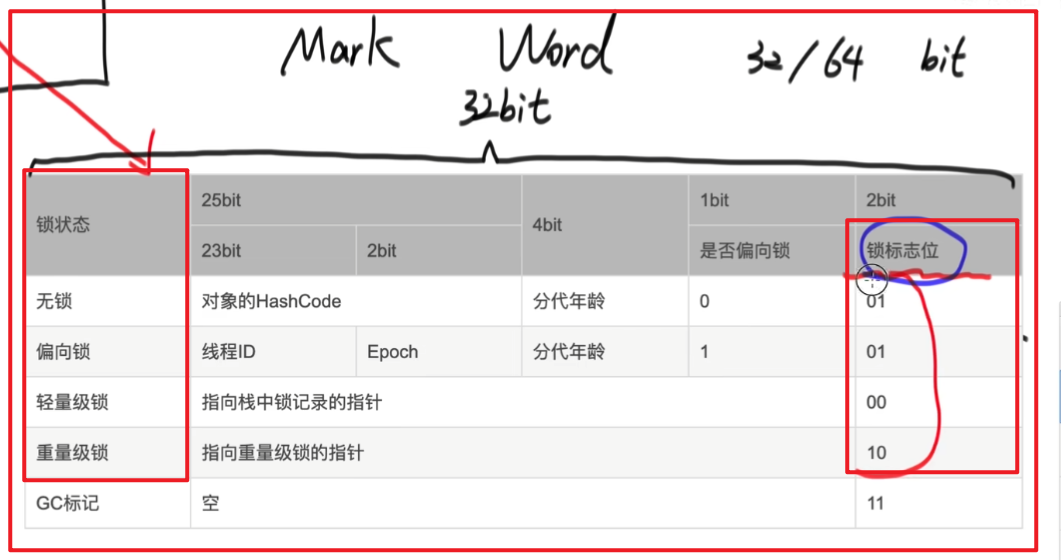 Mark Word 32/64 bit
32bit
锁状态 25bit 4bit 1bit 2bit
23bit 2bit 是否偏向锁 锁标志位
无锁 对象的HashCode 分代年龄 0 01
偏向锁 线程ID Epoch 分代年龄 1 01
轻量级锁 指向栈中锁记录的指针 00
重量级锁 指向重量级锁的指针 10
GC标记 空 11